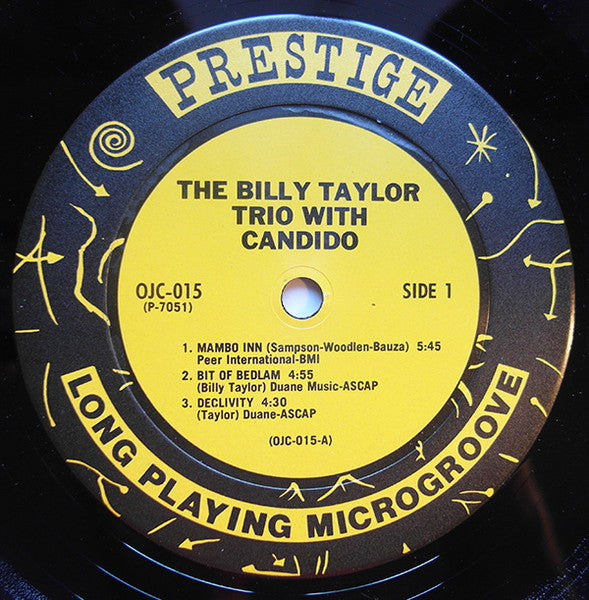 PRESTIGE
THE BILLY TAYLOR
TRIO WITH
CANDIDO
OJC-015
(P-7051)
SIDE 1
1. MAMBO INN (Sampson-Woodlen-Bauza) 5:45
Peer International-BMI
2. BIT OF BEDLAM 4:55
(Billy Taylor) Duane Music-ASCAP
3. DECLIVITY 4:30
(Taylor) Duane-ASCAP
(OJC-015-A)
LONG PLAYING MICROGROOVE